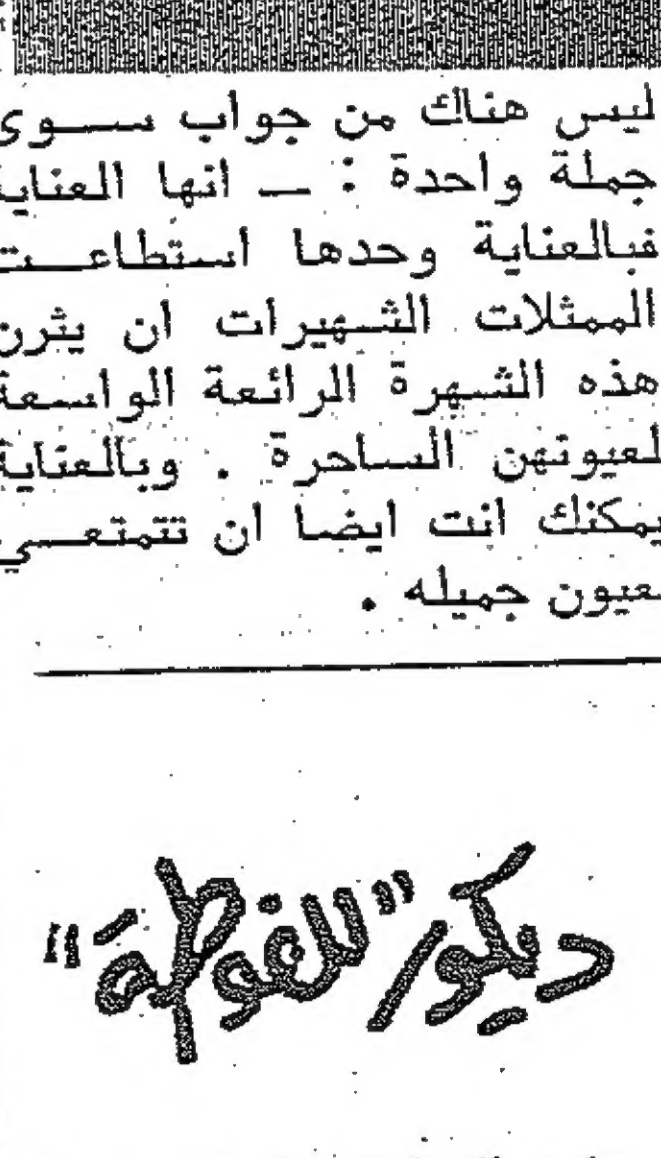 ليس هناك من جواب سوى
جملة واحدة : ـ انها العناية
فبالعناية وحدها استطاعت
الممثلات الشهيرات ان يثرن
هذه الشهرة الرائعة الواسعة
لعيونهن الساحرة . وبالعناية
يمكنك انت ايضا ان تتمتعي
بعيون جميله .
ديكور "للفوطة"